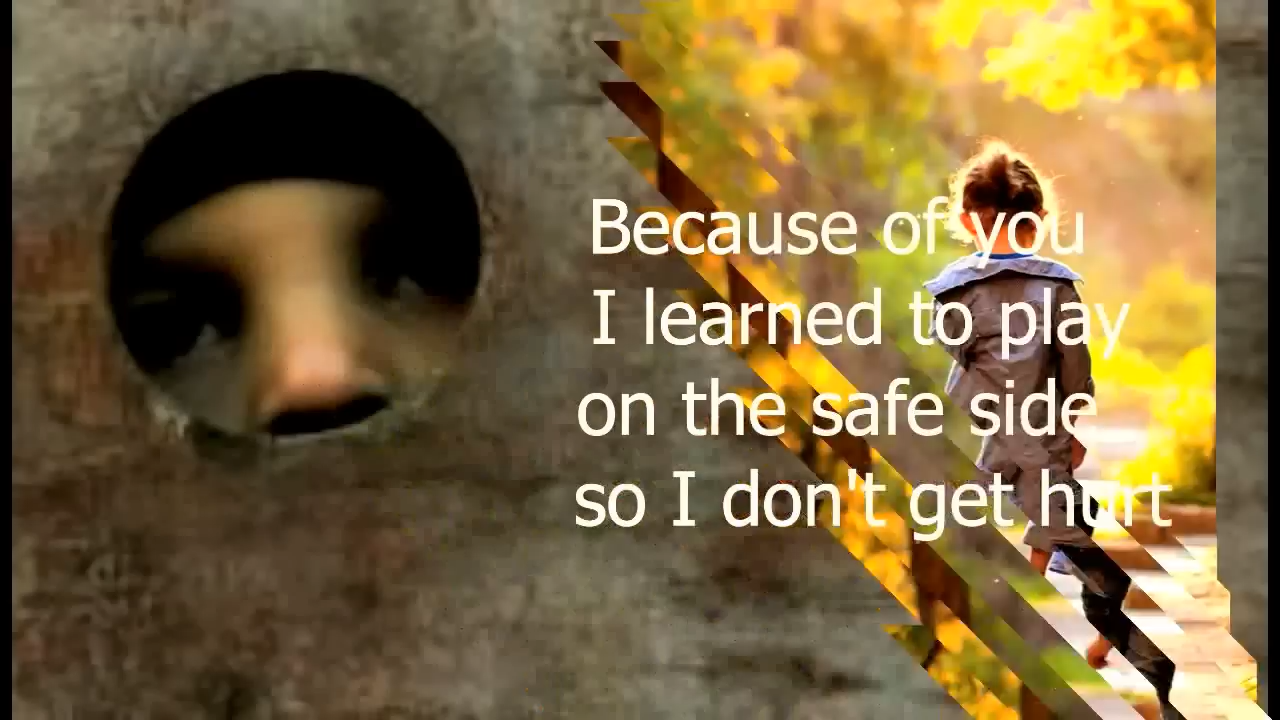 Because of you
I learned to play
on the safe side
so I don't get hurt